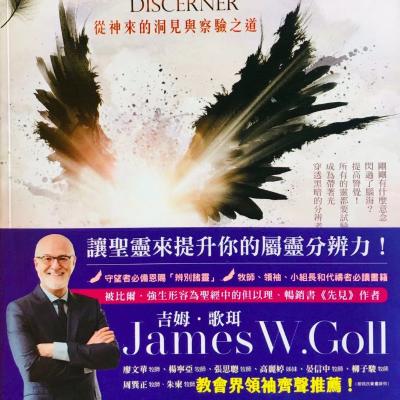 DISCERNER
從神來的洞見與察驗之道
剛剛有什麼意念
閃過了腦海？
提高警覺！
所有的靈都要試驗
成為帶著光
穿透黑暗的分辨者
讓聖靈來提升你的屬靈分辨力！
守望者必備恩賜「辨別諸靈」 牧師、領袖、小組長和代禱者必讀書籍
被比爾．強生形容為聖經中的但以理、暢銷書《先見》作者
吉姆．歌珥
James W. Goll
廖文華牧師、楊寧亞牧師、張思聰牧師、高麗婷姊妹、晏信中牧師、柳子駿牧師
周巽正牧師、朱柬牧師 教會界領袖齊聲推薦！